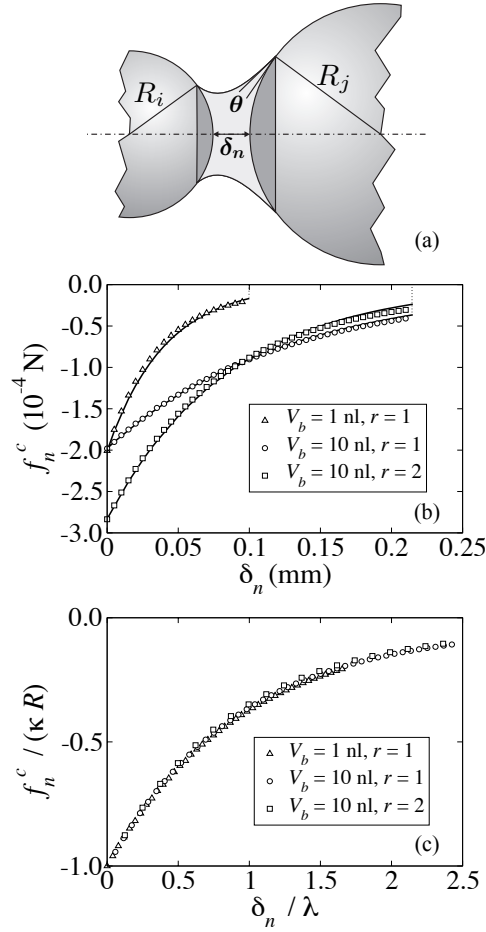 R_i
θ
R_j
δ_n
(a)
0.0
-0.5
-1.0
-1.5
-2.0
-2.5
-3.0
f_n^c (10^-4 N)
V_b = 1 nl, r = 1
V_b = 10 nl, r = 1
V_b = 10 nl, r = 2
(b)
0 0.05 0.1 0.15 0.2 0.25
δ_n (mm)
0.0
-0.5
-1.0
f_n^c / (κ R)
V_b = 1 nl, r = 1
V_b = 10 nl, r = 1
V_b = 10 nl, r = 2
(c)
0 0.5 1 1.5 2 2.5
δ_n / λ